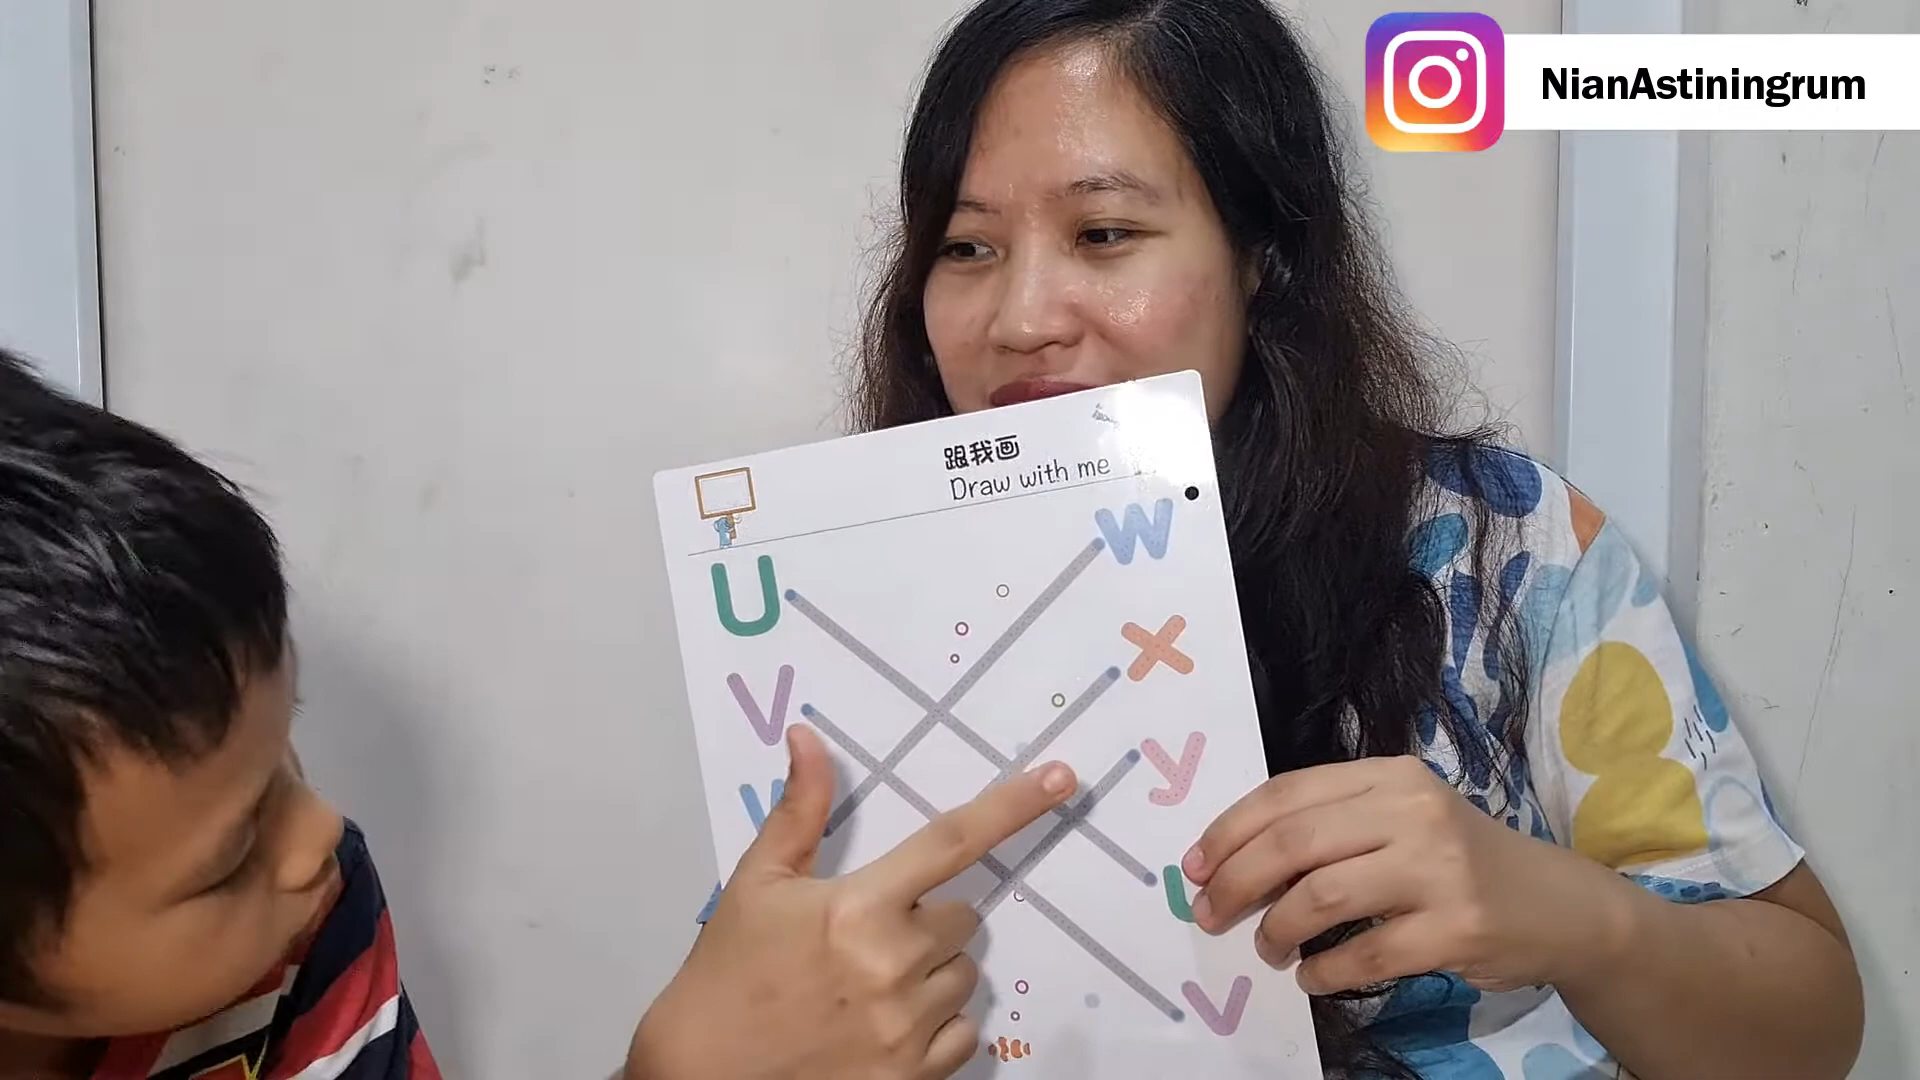 NianAstiningrum
跟我画
Draw with me
U
W
V
X
W
y
U
V